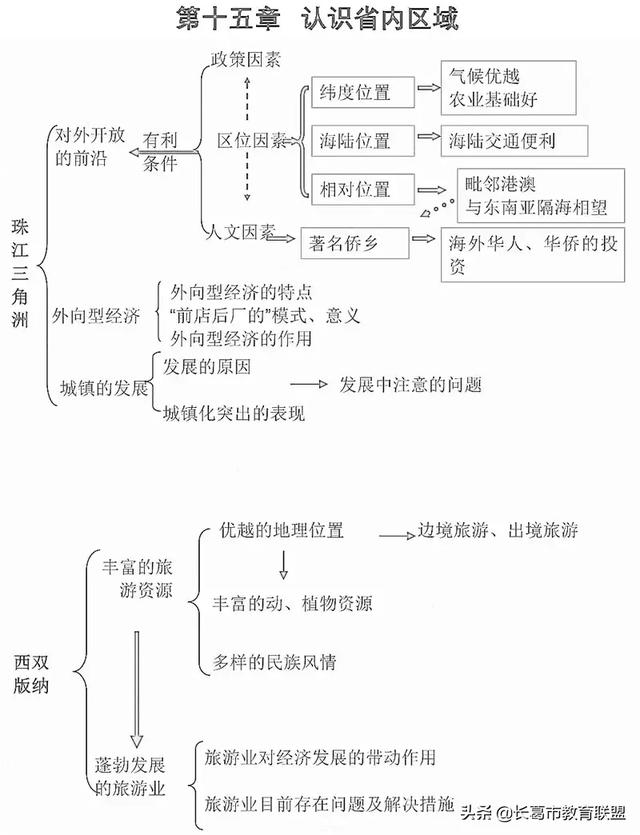 第十五章 认识省内区域
政策因素
纬度位置
气候优越
农业基础好
对外开放
的前沿
有利
条件
区位因素
海陆位置
海陆交通便利
相对位置
毗邻港澳
与东南亚隔海相望
人文因素
著名侨乡
海外华人、华侨的投
资
珠江三角洲
外向型经济
外向型经济的特点
“前店后厂的”模式、意义
外向型经济的作用
城镇的发展
发展的原因
发展中注意的问题
城镇化突出的表现
优越的地理位置
边境旅游、出境旅游
丰富的旅
游资源
丰富的动、植物资源
多样的民族风情
西双
版纳
蓬勃发展
的旅游业
旅游业对经济发展的带动作用
旅游业目前存在问题及解决措施
头条 @长葛市教育联盟